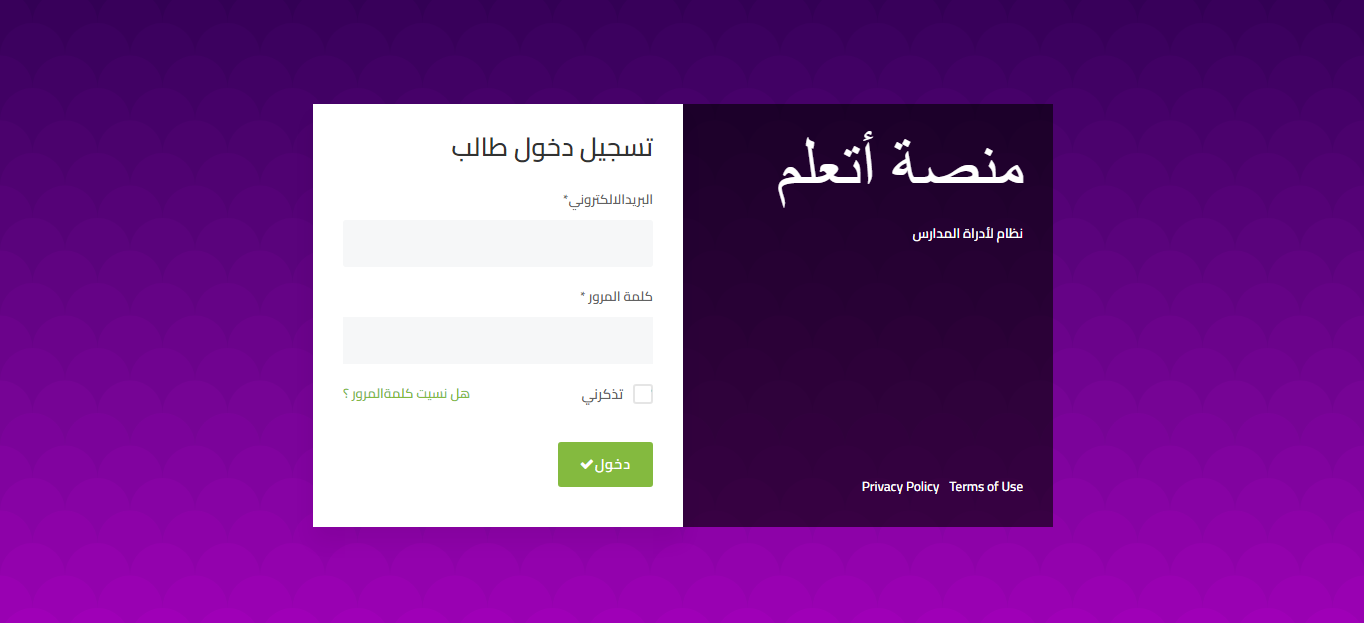 منصة أتعلم
نظام لأدراة المدارس
Privacy Policy Terms of Use
تسجيل دخول طالب
البريدالالكتروني*
كلمة المرور *
تذكرني
هل نسيت كلمةالمرور ؟
دخول